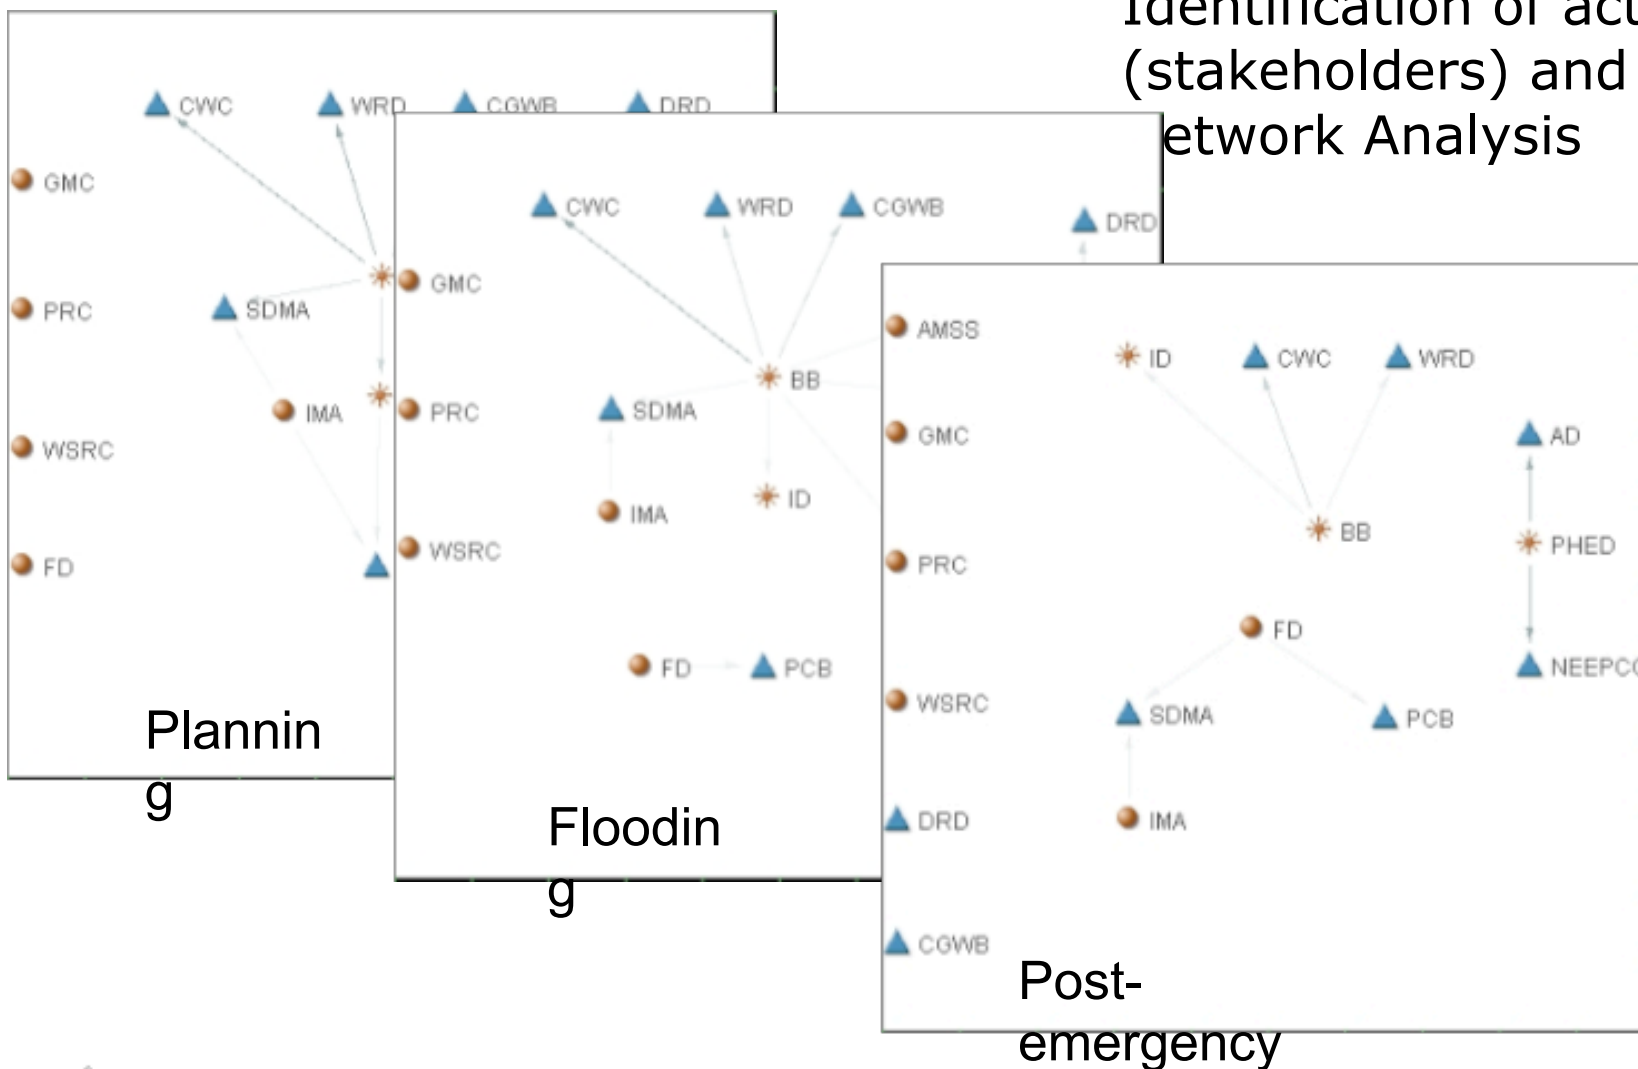 Identification of act
(stakeholders) and
etwork Analysis
CWC
WRD
CGWB
DRD
GMC
PRC
SDMA
IMA
WSRC
FD
Plannin
g
CWC
WRD
CGWB
DRD
GMC
BB
PRC
SDMA
ID
IMA
WSRC
FD
PCB
Floodin
g
AMSS
ID
CWC
WRD
GMC
AD
BB
PHED
PRC
FD
NEEPCO
WSRC
SDMA
PCB
DRD
IMA
CGWB
Post-
emergency